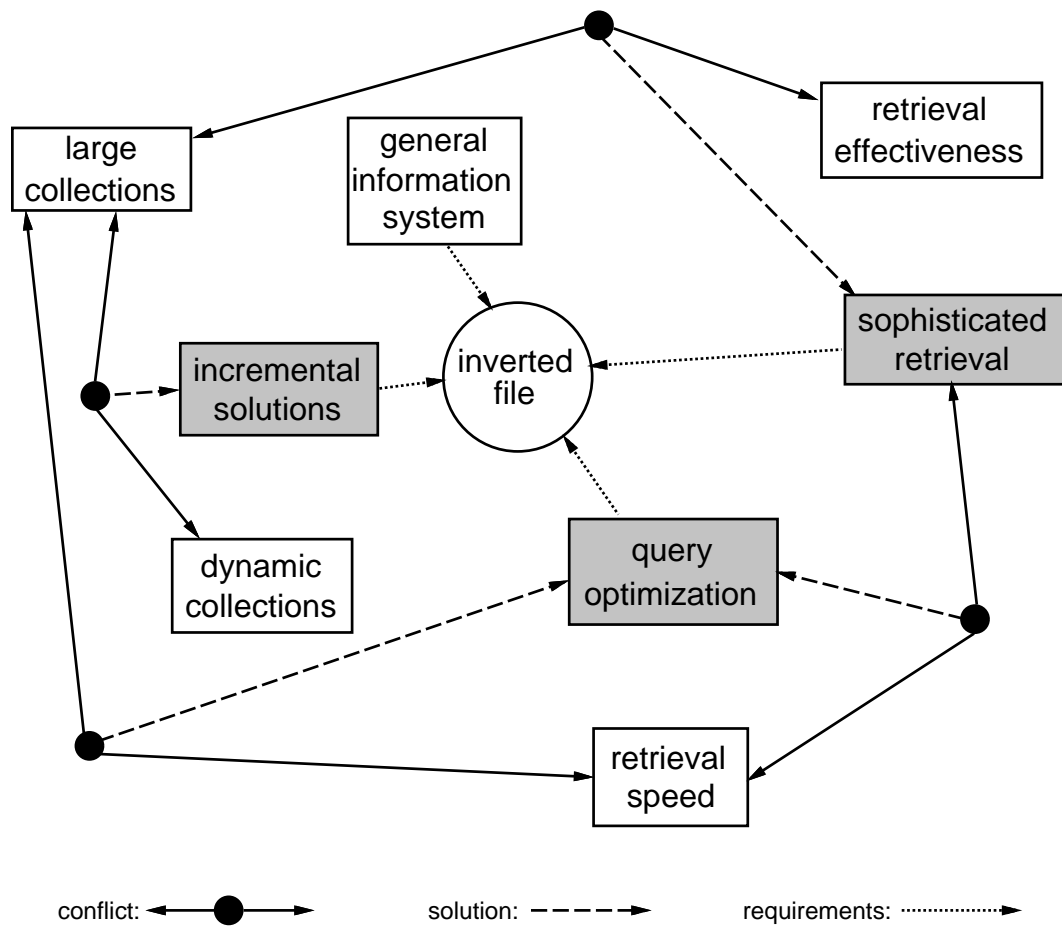 retrieval
effectiveness
large
collections
general
information
system
sophisticated
retrieval
incremental
solutions
inverted
file
query
optimization
dynamic
collections
retrieval
speed
conflict:
solution:
requirements: